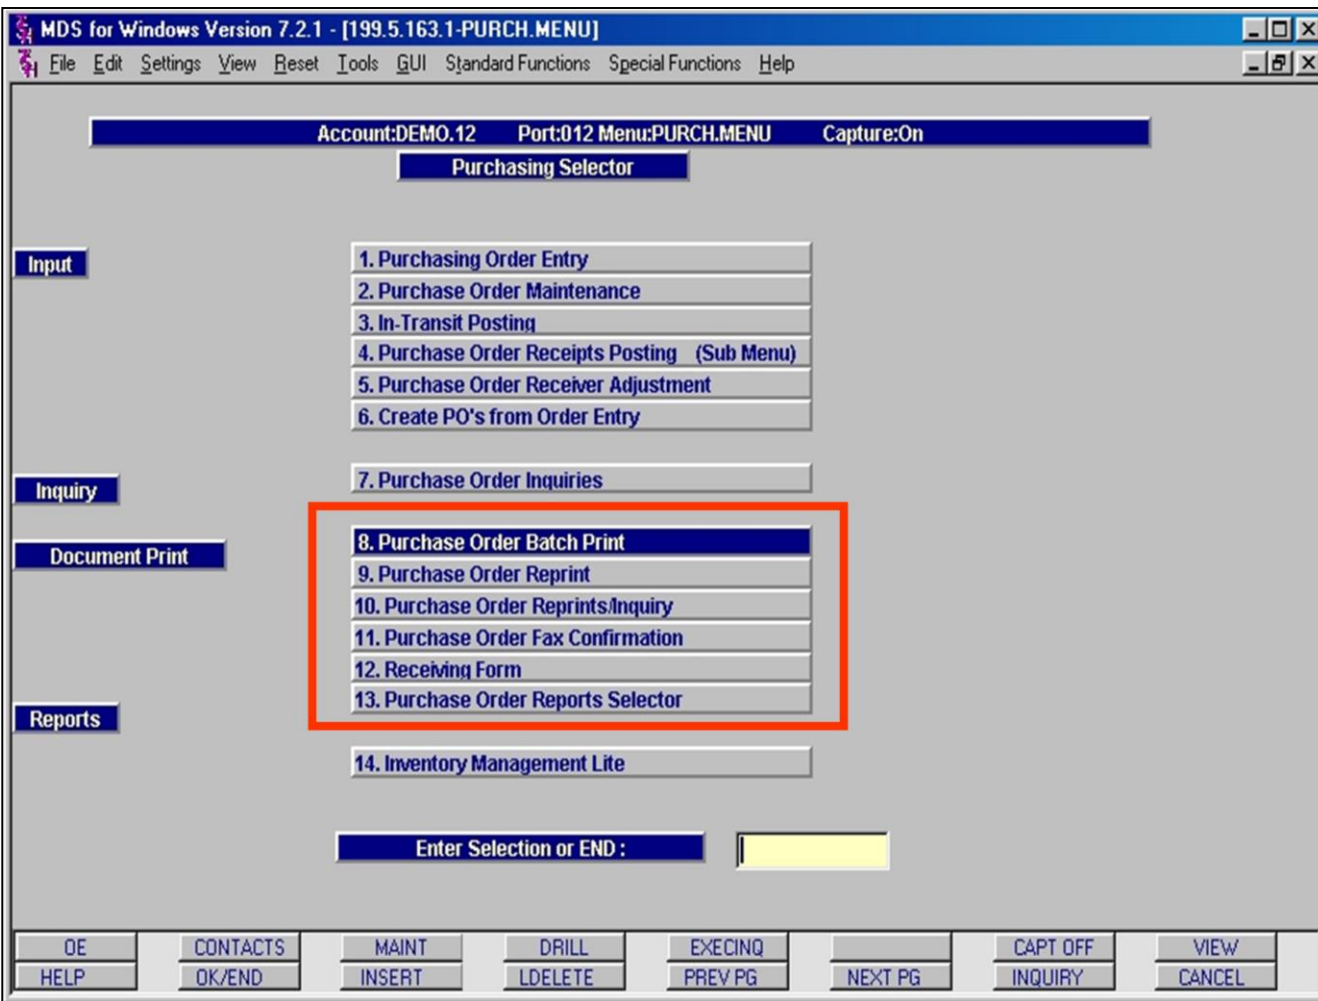 MDS for Windows Version 7.2.1 - [199.5.163.1-PURCH.MENU]
File Edit Settings View Reset Tools GUI Standard Functions Special Functions Help
Account:DEMO.12 Port:012 Menu:PURCH.MENU Capture:On
Purchasing Selector
Input
1. Purchasing Order Entry
2. Purchase Order Maintenance
3. In-Transit Posting
4. Purchase Order Receipts Posting (Sub Menu)
5. Purchase Order Receiver Adjustment
6. Create PO's from Order Entry
Inquiry
7. Purchase Order Inquiries
Document Print
8. Purchase Order Batch Print
9. Purchase Order Reprint
10. Purchase Order Reprints/Inquiry
11. Purchase Order Fax Confirmation
12. Receiving Form
Reports
13. Purchase Order Reports Selector
14. Inventory Management Lite
Enter Selection or END :
OE CONTACTS MAINT DRILL EXECINQ CAPT OFF VIEW
HELP OK/END INSERT LDELETE PREV PG NEXT PG INQUIRY CANCEL